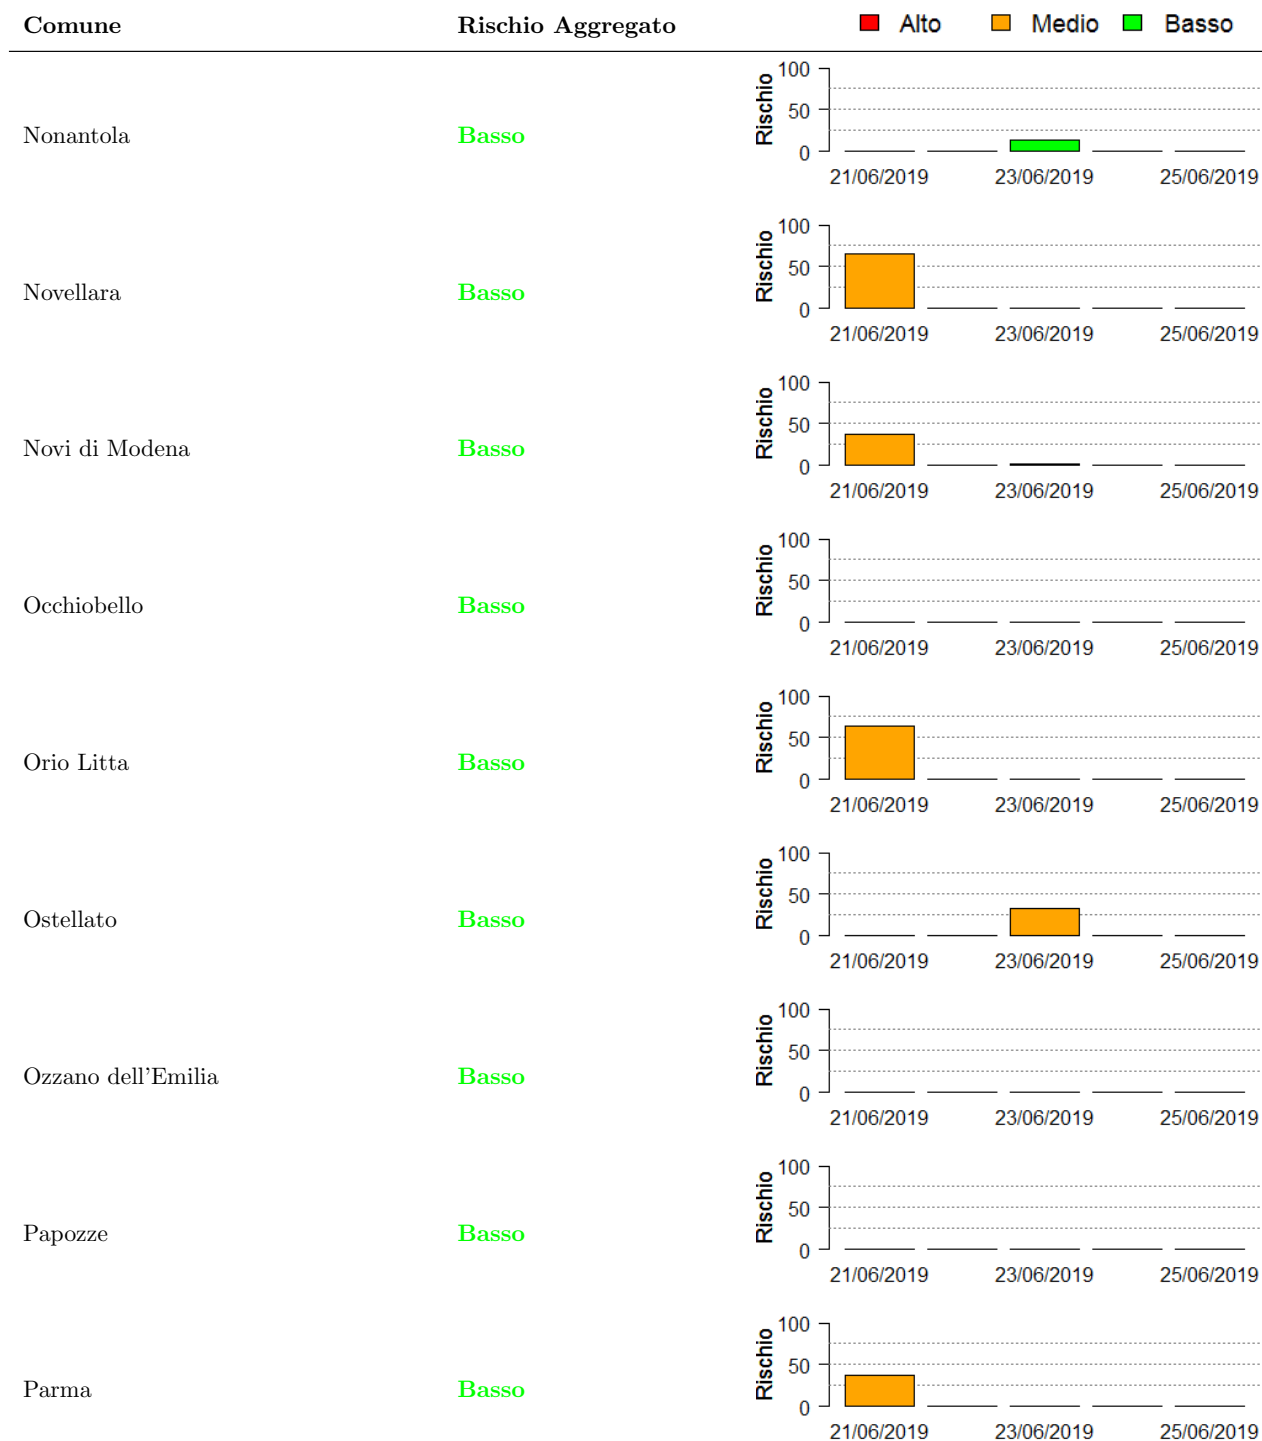 Comune Rischio Aggregato Alto Medio Basso
100
50
0
Rischio
Nonantola Basso
21/06/2019 23/06/2019 25/06/2019
100
50
0
Rischio
Novellara Basso
21/06/2019 23/06/2019 25/06/2019
100
50
0
Rischio
Novi di Modena Basso
21/06/2019 23/06/2019 25/06/2019
100
50
0
Rischio
Occhiobello Basso
21/06/2019 23/06/2019 25/06/2019
100
50
0
Rischio
Orio Litta Basso
21/06/2019 23/06/2019 25/06/2019
100
50
0
Rischio
Ostellato Basso
21/06/2019 23/06/2019 25/06/2019
100
50
0
Rischio
Ozzano dell'Emilia Basso
21/06/2019 23/06/2019 25/06/2019
100
50
0
Rischio
Papozze Basso
21/06/2019 23/06/2019 25/06/2019
100
50
0
Rischio
Parma Basso
21/06/2019 23/06/2019 25/06/2019